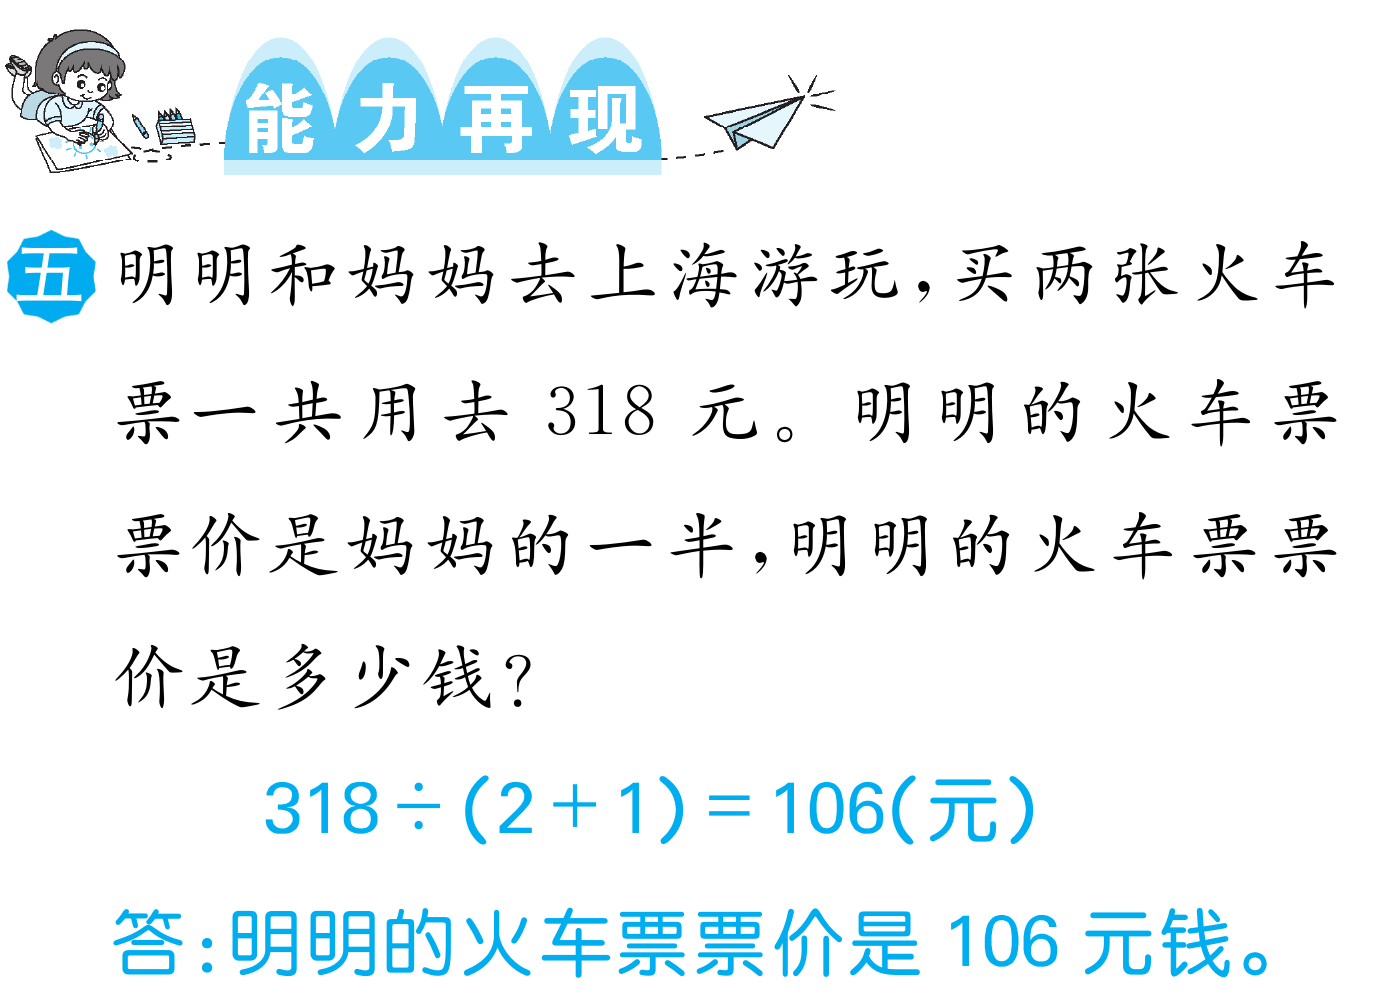 能力再现
五 明明和妈妈去上海游玩,买两张火车
票一共用去 318 元。明明的火车票
票价是妈妈的一半,明明的火车票票
价是多少钱?
318÷(2+1)=106(元)
答:明明的火车票票价是 106 元钱。